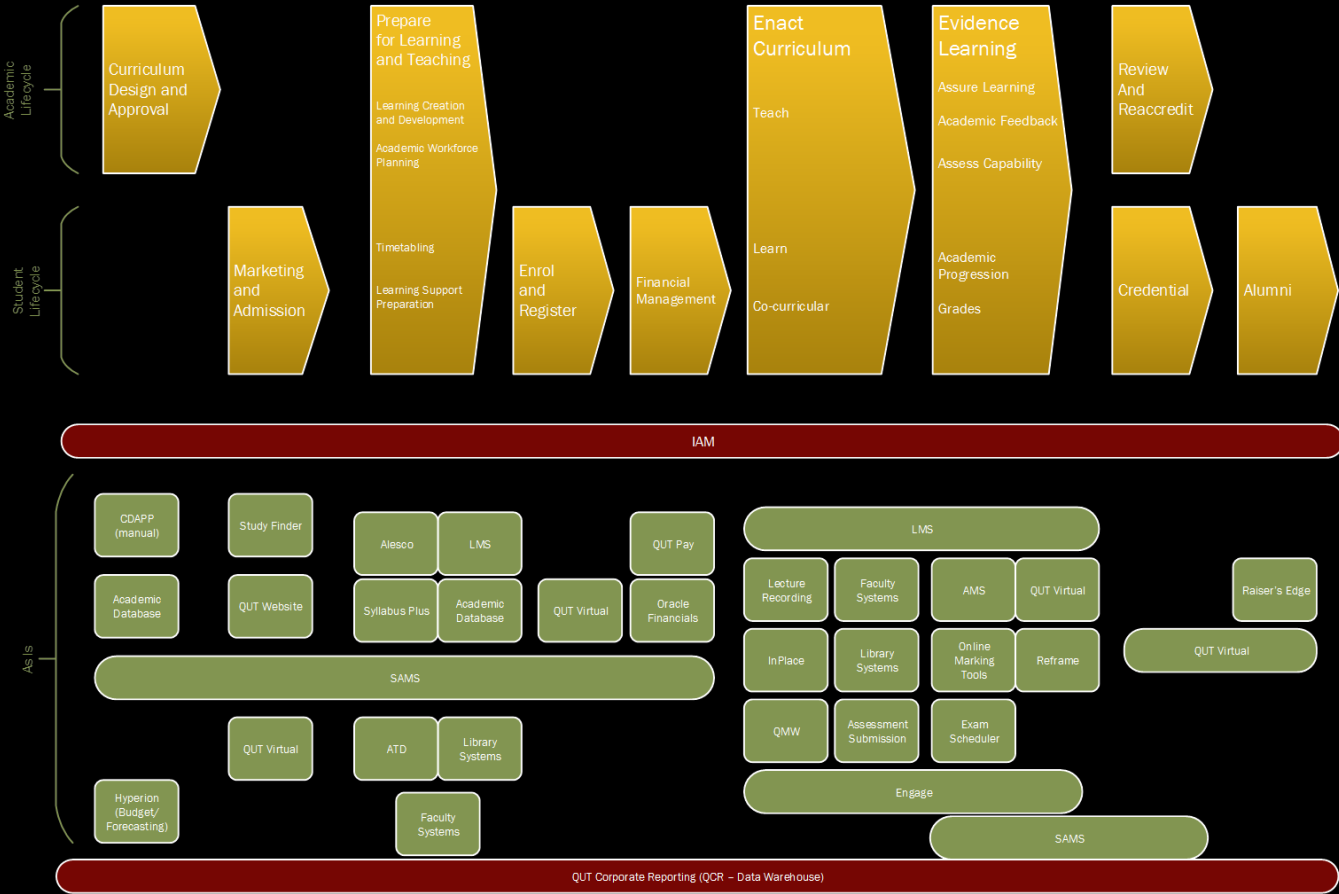 Academic
Lifecycle
Curriculum
Design and
Approval
Prepare
for Learning
and Teaching
Learning Creation
and Development
Academic Workforce
Planning
Timetabling
Learning Support
Preparation
Enact
Curriculum
Teach
Learn
Co-curricular
Evidence
Learning
Assure Learning
Academic Feedback
Assess Capability
Academic
Progression
Grades
Review
And
Reaccredit
Student
Lifecycle
Marketing
and
Admission
Enrol
and
Register
Financial
Management
Credential
Alumni
IAM
As Is
CDAPP
(manual)
Study Finder
Alesco
LMS
QUT Pay
LMS
Academic
Database
QUT Website
Syllabus Plus
Academic
Database
QUT Virtual
Oracle
Financials
Lecture
Recording
Faculty
Systems
AMS
QUT Virtual
Raiser's Edge
SAMS
InPlace
Library
Systems
Online
Marking
Tools
Reframe
QUT Virtual
QUT Virtual
ATD
Library
Systems
QMW
Assessment
Submission
Exam
Scheduler
Hyperion
(Budget/
Forecasting)
Faculty
Systems
Engage
SAMS
QUT Corporate Reporting (QCR – Data Warehouse)